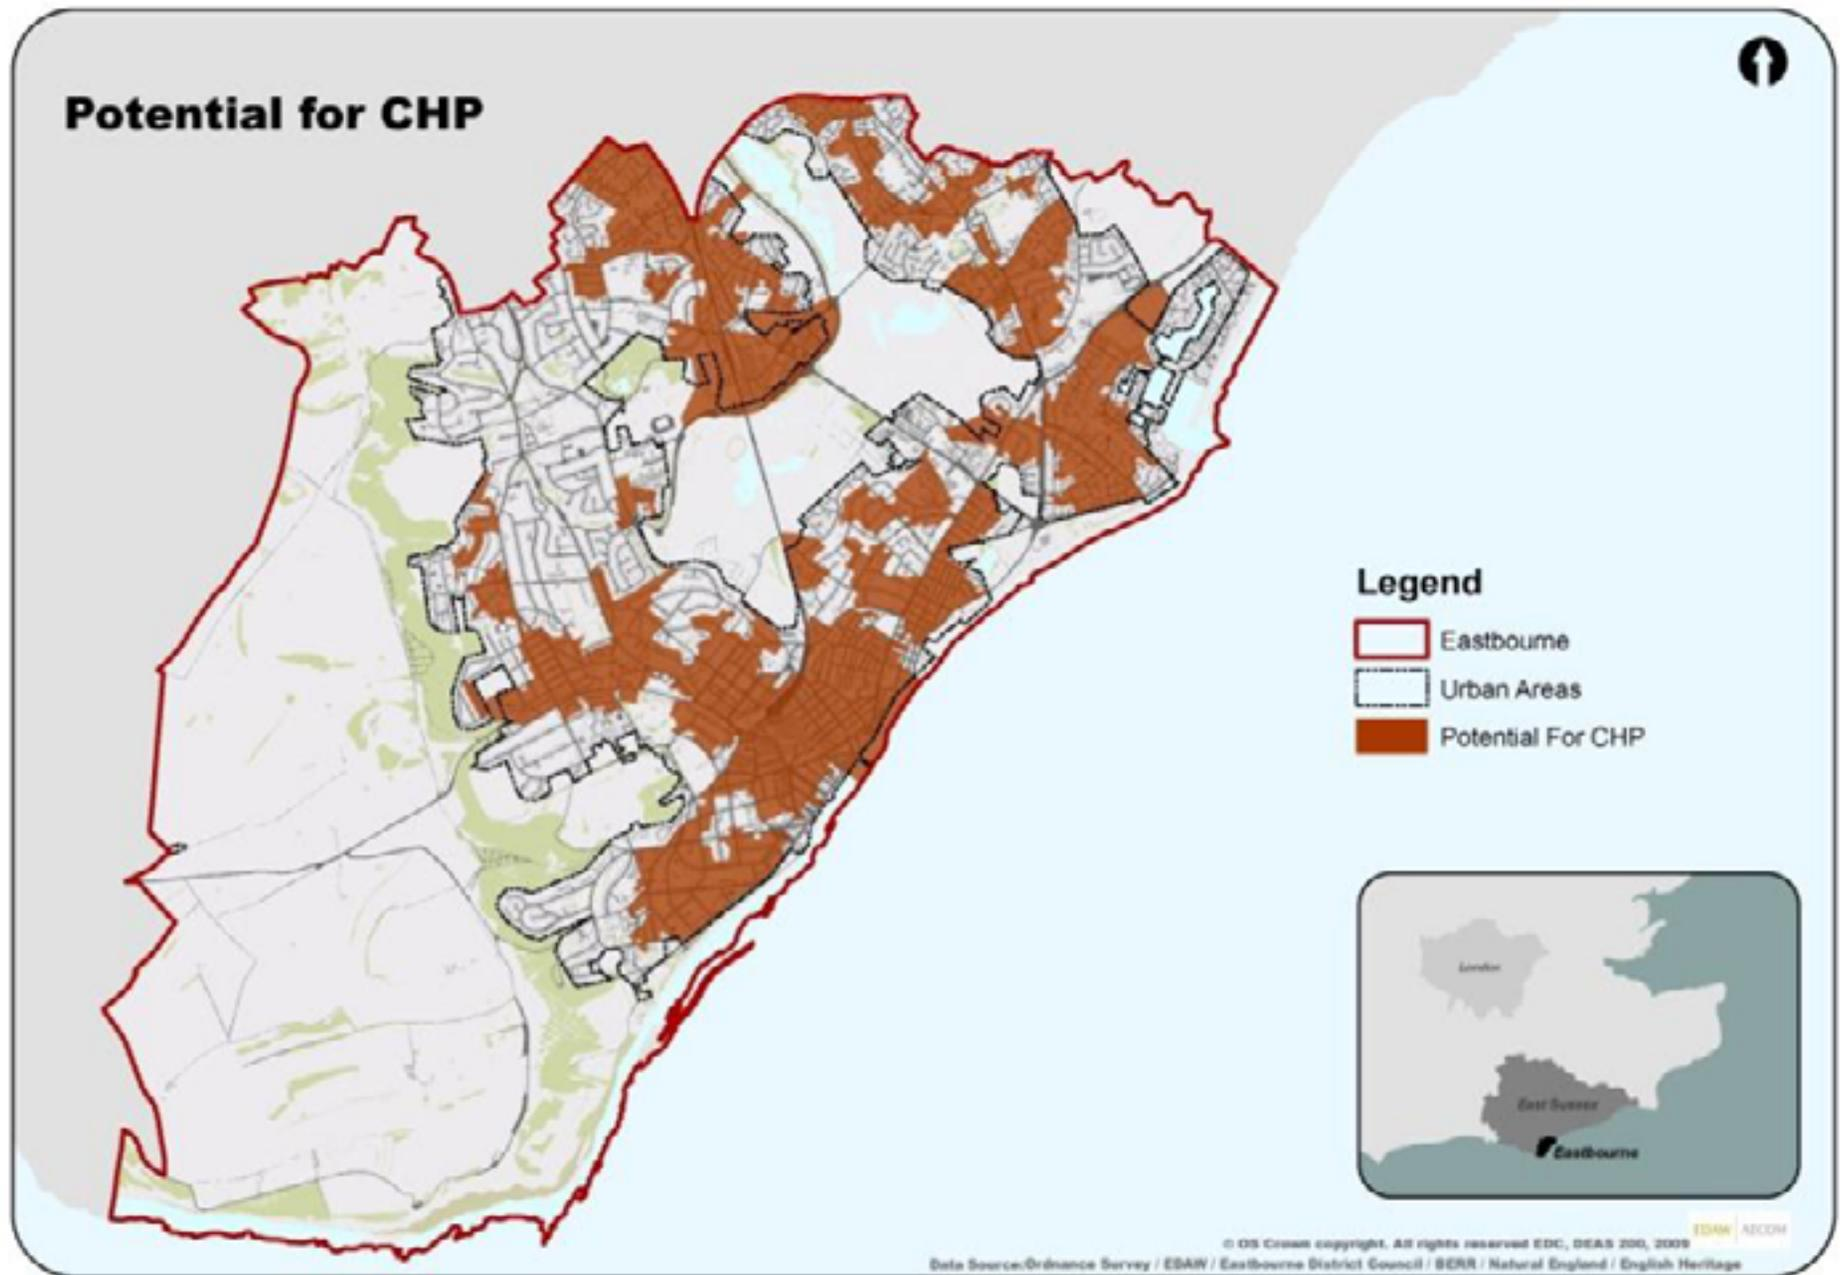 Potential for CHP
Legend
Eastbourne
Urban Areas
Potential For CHP
London
East Sussex
Eastbourne
EDAW AECOM
© OS Crown copyright. All rights reserved EDC, DEAS 200, 2009
Data Source:Ordnance Survey / EDAW / Eastbourne District Council / BERR / Natural England / English Heritage